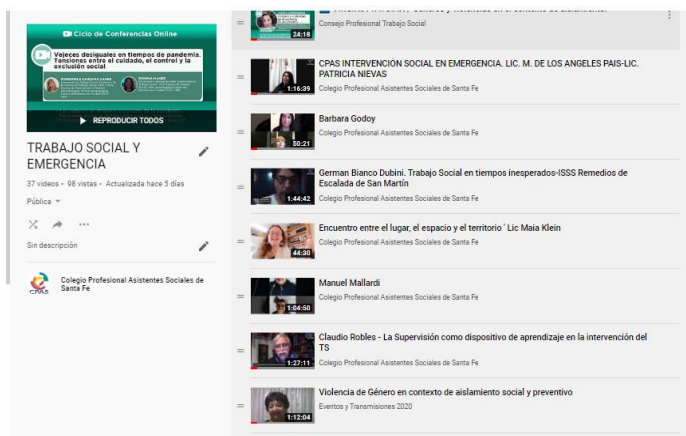 Ciclo de Conferencias Online
Vejeces desiguales en tiempos de pandemia.
Tensiones entre el cuidado, el control y la
exclusión social
REPRODUCIR TODOS
TRABAJO SOCIAL Y
EMERGENCIA
37 videos • 98 vistas • Actualizada hace 5 días
Pública
Sin descripción
CPAS
Colegio Profesional Asistentes Sociales de
Santa Fe
24:18
Consejo Profesional Trabajo Social
1:16:39
CPAS INTERVENCIÓN SOCIAL EN EMERGENCIA. LIC. M. DE LOS ANGELES PAIS-LIC.
PATRICIA NIEVAS
Colegio Profesional Asistentes Sociales de Santa Fe
50:21
Barbara Godoy
Colegio Profesional Asistentes Sociales de Santa Fe
1:44:42
German Bianco Dubini. Trabajo Social en tiempos inesperados-ISSS Remedios de
Escalada de San Martín
Colegio Profesional Asistentes Sociales de Santa Fe
44:30
Encuentro entre el lugar, el espacio y el territorio ' Lic Maia Klein
Colegio Profesional Asistentes Sociales de Santa Fe
1:04:50
Manuel Mallardi
Colegio Profesional Asistentes Sociales de Santa Fe
1:27:11
Claudio Robles - La Supervisión como dispositivo de aprendizaje en la intervención del
TS
Colegio Profesional Asistentes Sociales de Santa Fe
1:12:04
Violencia de Género en contexto de aislamiento social y preventivo
Eventos y Transmisiones 2020